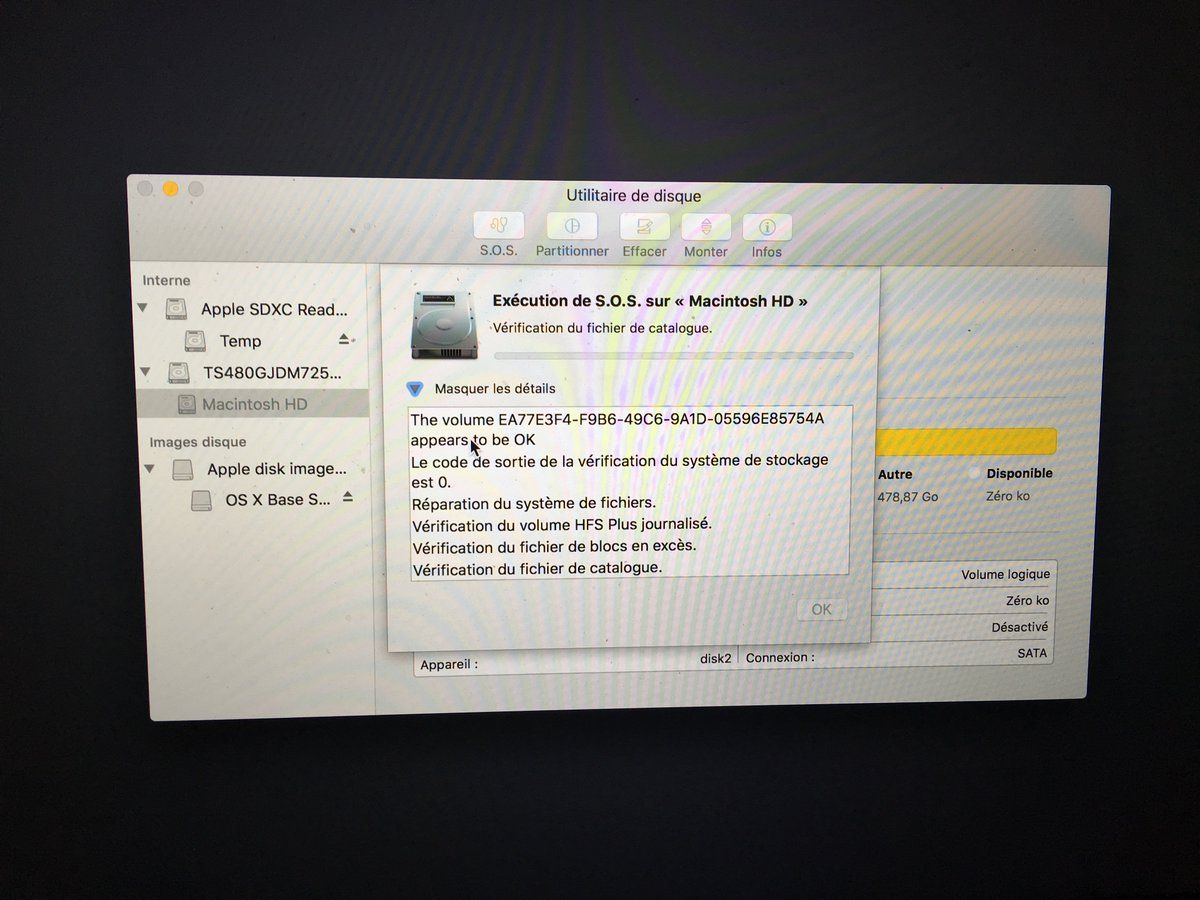 Utilitaire de disque
S.O.S.
Partitionner
Effacer
Monter
Infos
Interne
Apple SDXC Read...
Temp
TS480GJDM725...
Macintosh HD
Images disque
Apple disk image...
OS X Base S...
Exécution de S.O.S. sur « Macintosh HD »
Vérification du fichier de catalogue.
Masquer les détails
The volume EA77E3F4-F9B6-49C6-9A1D-05596E85754A
appears to be OK
Le code de sortie de la vérification du système de stockage
est 0.
Réparation du système de fichiers.
Vérification du volume HFS Plus journalisé.
Vérification du fichier de blocs en excès.
Vérification du fichier de catalogue.
OK
Autre
478,87 Go
Disponible
Zéro ko
Volume logique
Zéro ko
Désactivé
Appareil :
disk2
Connexion :
SATA